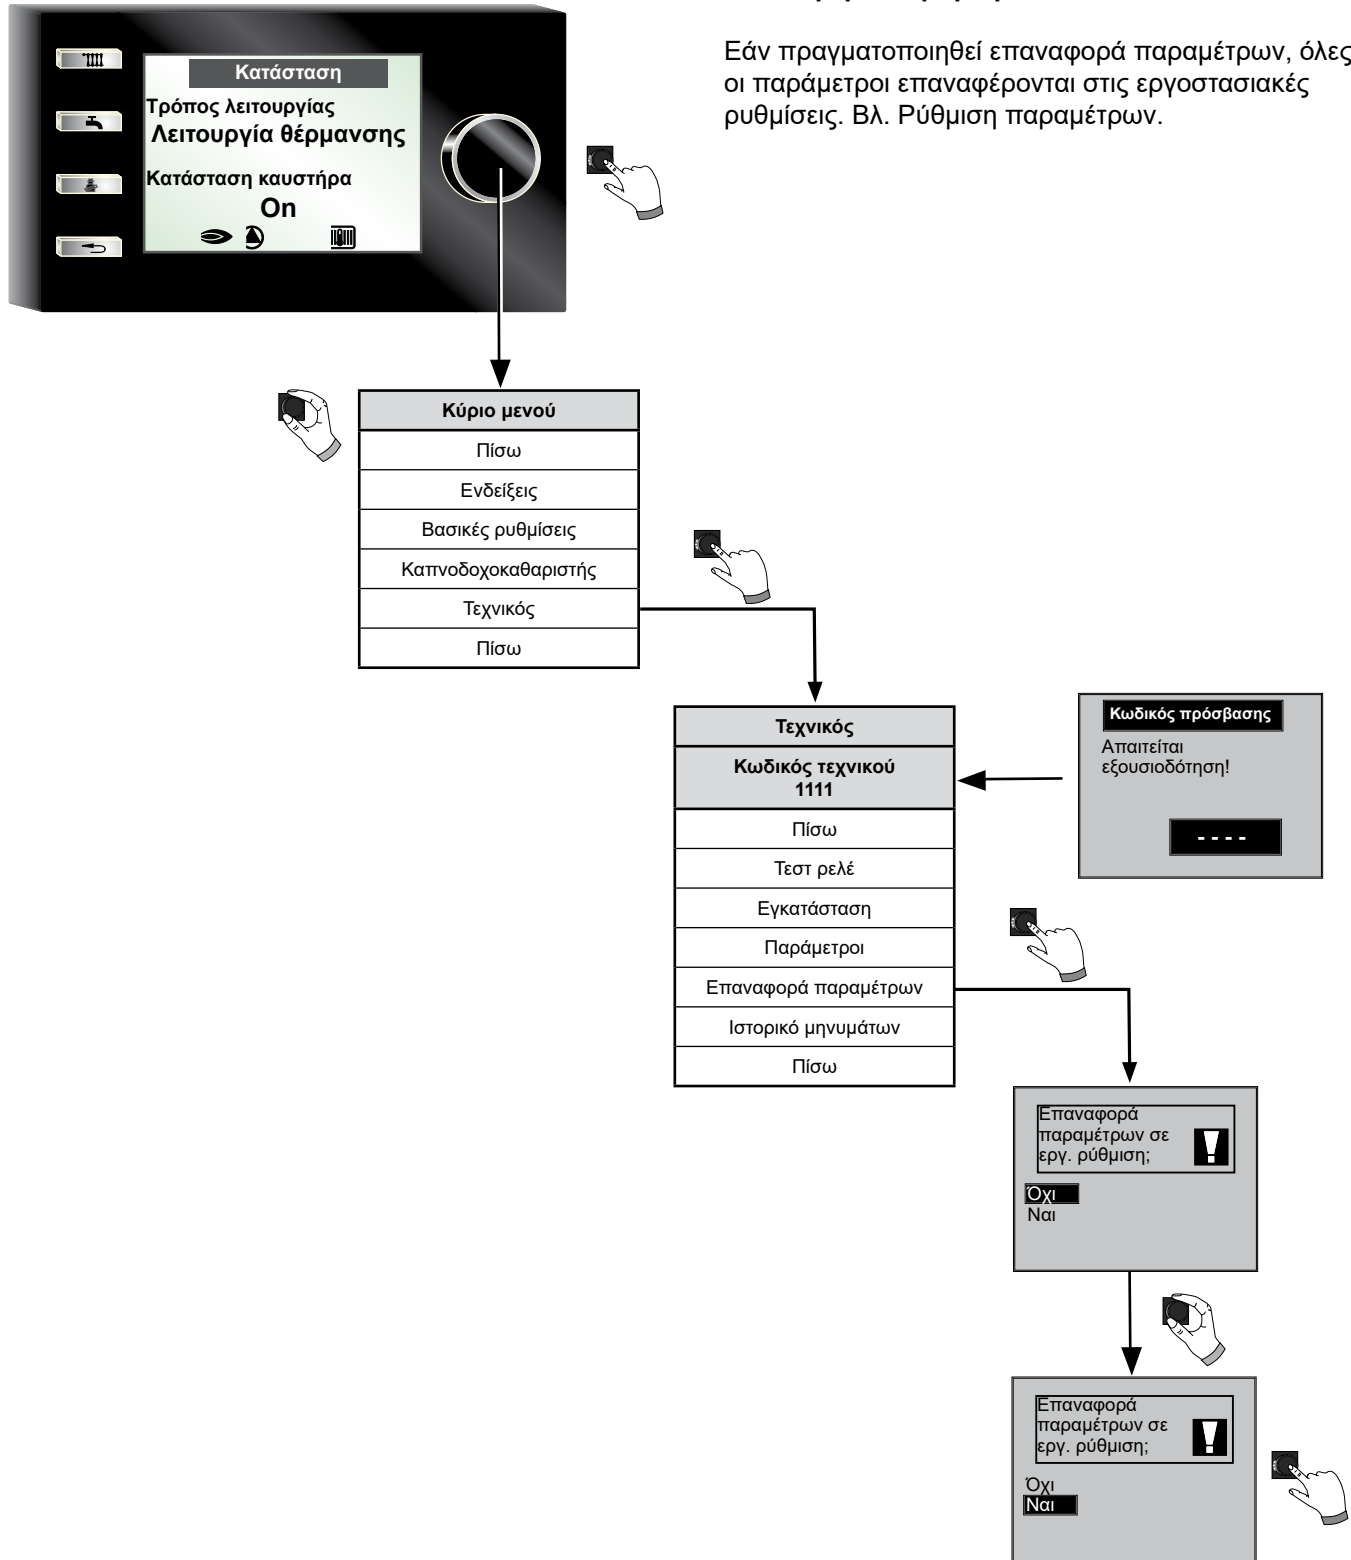 Εάν πραγματοποιηθεί επαναφορά παραμέτρων, όλες
οι παράμετροι επαναφέρονται στις εργοστασιακές
ρυθμίσεις. Βλ. Ρύθμιση παραμέτρων.
Κατάσταση
Τρόπος λειτουργίας
Λειτουργία θέρμανσης
Κατάσταση καυστήρα
On
Κύριο μενού
Πίσω
Ενδείξεις
Βασικές ρυθμίσεις
Καπνοδοχοκαθαριστής
Τεχνικός
Πίσω
Τεχνικός
Κωδικός τεχνικού
1111
Πίσω
Τεστ ρελέ
Εγκατάσταση
Παράμετροι
Επαναφορά παραμέτρων
Ιστορικό μηνυμάτων
Πίσω
Κωδικός πρόσβασης
Απαιτείται
εξουσιοδότηση!
- - - -
Επαναφορά
παραμέτρων σε
εργ. ρύθμιση;
Όχι
Ναι
Επαναφορά
παραμέτρων σε
εργ. ρύθμιση;
Όχι
Ναι